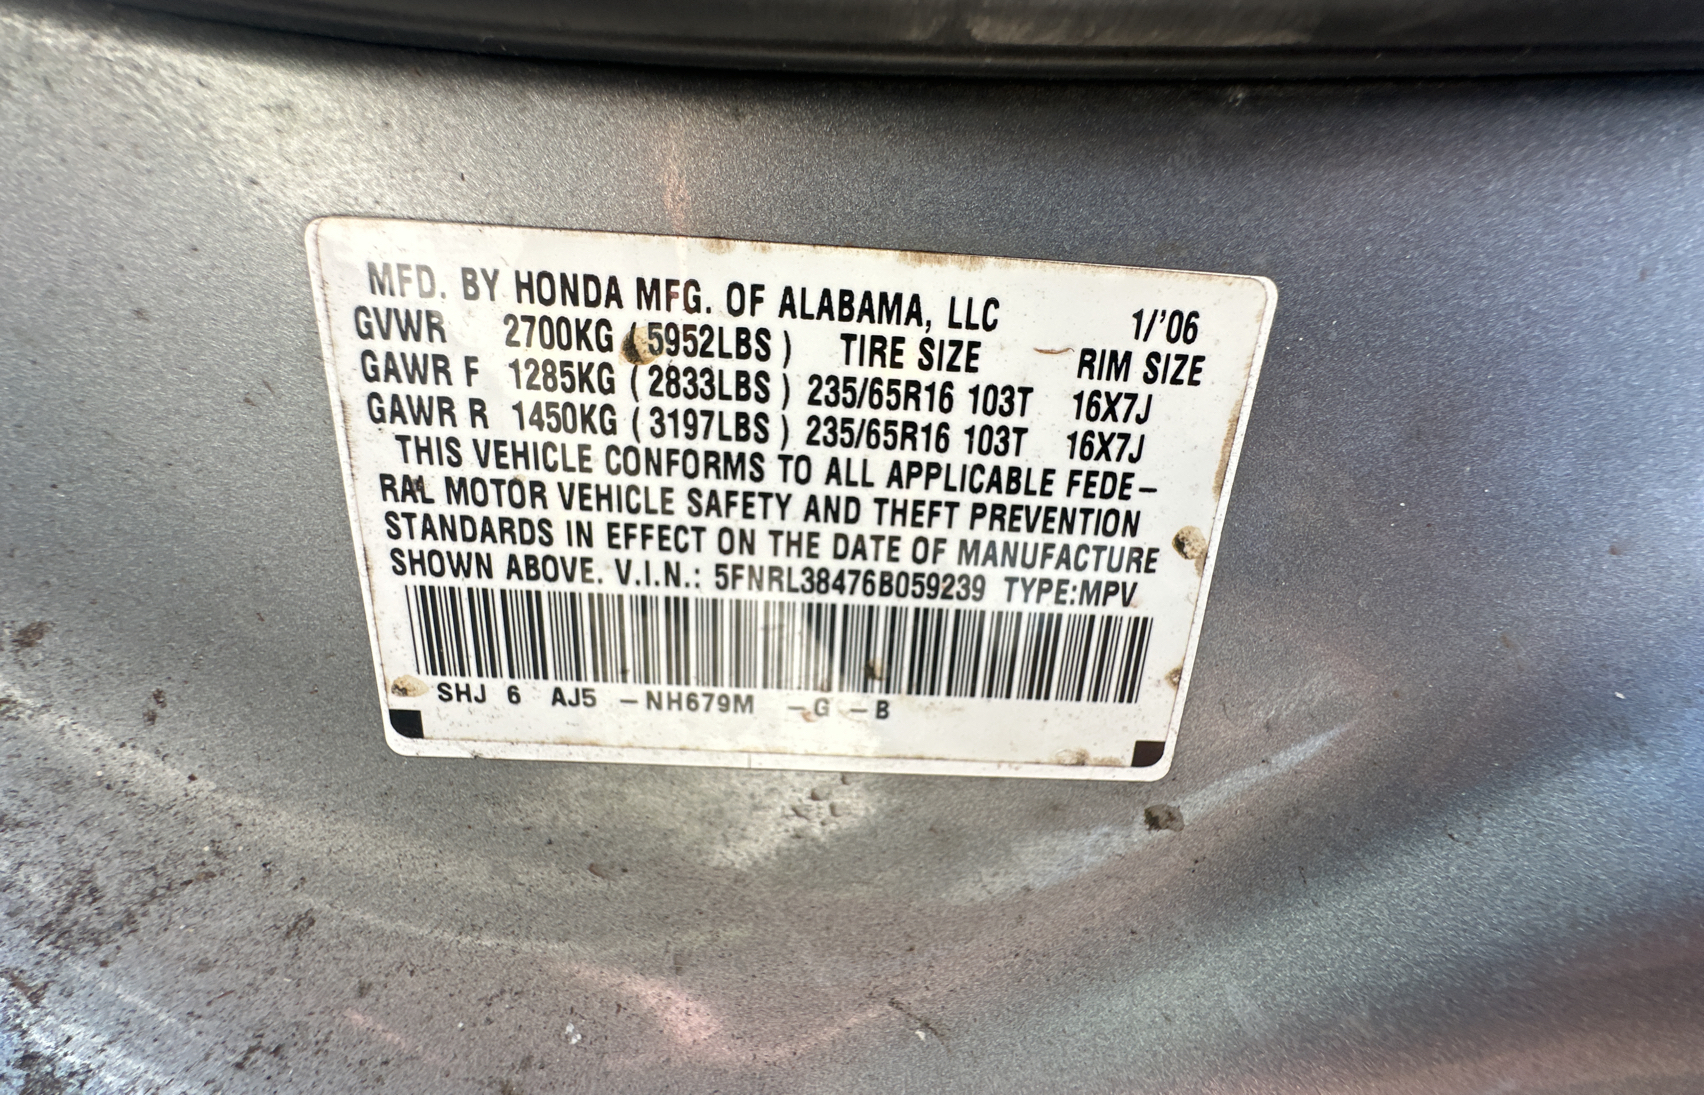 MFD. BY HONDA MFG. OF ALABAMA, LLC 1/'06
GVWR 2700KG ( 5952LBS ) TIRE SIZE RIM SIZE
GAWR F 1285KG ( 2833LBS ) 235/65R16 103T 16X7J
GAWR R 1450KG ( 3197LBS ) 235/65R16 103T 16X7J
THIS VEHICLE CONFORMS TO ALL APPLICABLE FEDE-
RAL MOTOR VEHICLE SAFETY AND THEFT PREVENTION
STANDARDS IN EFFECT ON THE DATE OF MANUFACTURE
SHOWN ABOVE. V.I.N.: 5FNRL38476B059239 TYPE:MPV
SHJ 6 AJ5 -NH679M -G -B